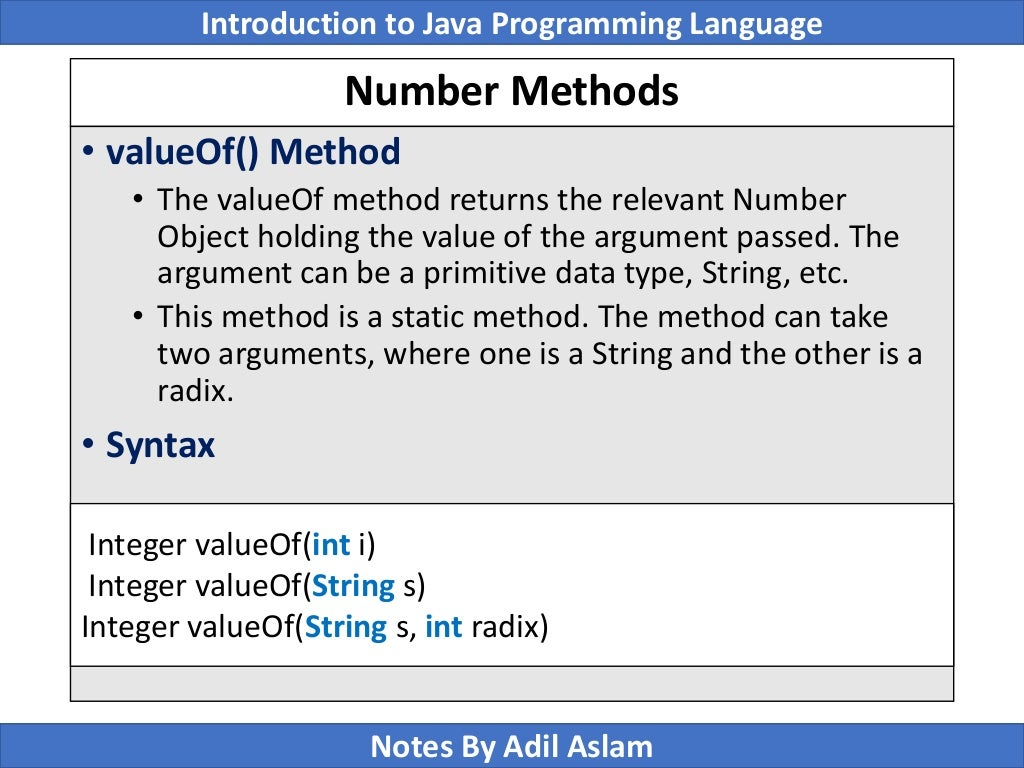 Introduction to Java Programming Language
Number Methods
• valueOf() Method
• The valueOf method returns the relevant Number
Object holding the value of the argument passed. The
argument can be a primitive data type, String, etc.
• This method is a static method. The method can take
two arguments, where one is a String and the other is a
radix.
• Syntax
Integer valueOf(int i)
Integer valueOf(String s)
Integer valueOf(String s, int radix)
Notes By Adil Aslam